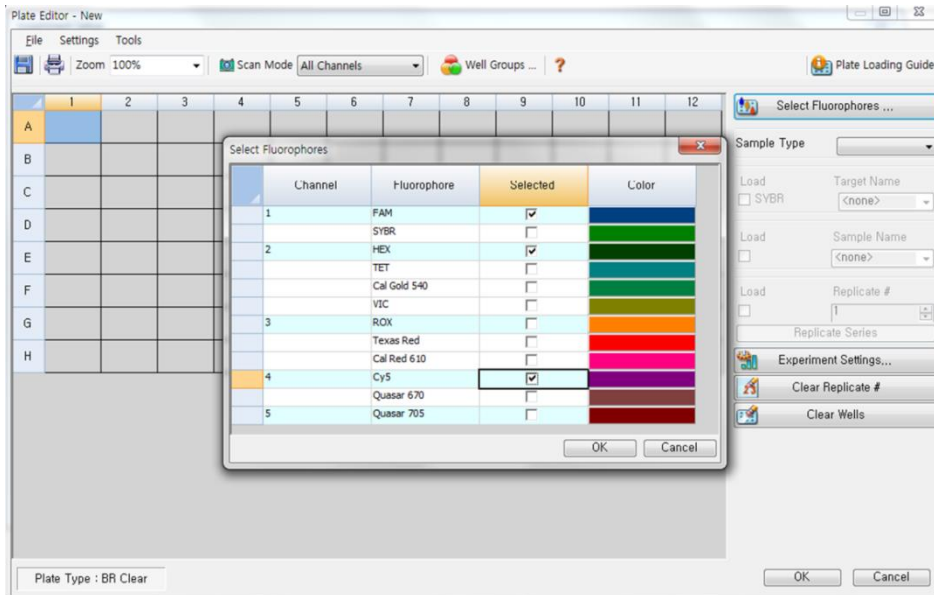 Plate Editor - New
File Settings Tools
Zoom 100% Scan Mode All Channels Well Groups ... ? Plate Loading Guide
1 2 3 4 5 6 7 8 9 10 11 12
A
B
C
D
E
F
G
H
Select Fluorophores
Channel Fluorophore Selected Color
1 FAM
SYBR
2 HEX
TET
Cal Gold 540
VIC
3 ROX
Texas Red
Cal Red 610
4 Cy5
Quasar 670
5 Quasar 705
OK Cancel
Select Fluorophores ...
Sample Type
Load Target Name
SYBR <none>
Load Sample Name
<none>
Load Replicate #
1
Replicate Series
Experiment Settings...
Clear Replicate #
Clear Wells
Plate Type : BR Clear
OK Cancel